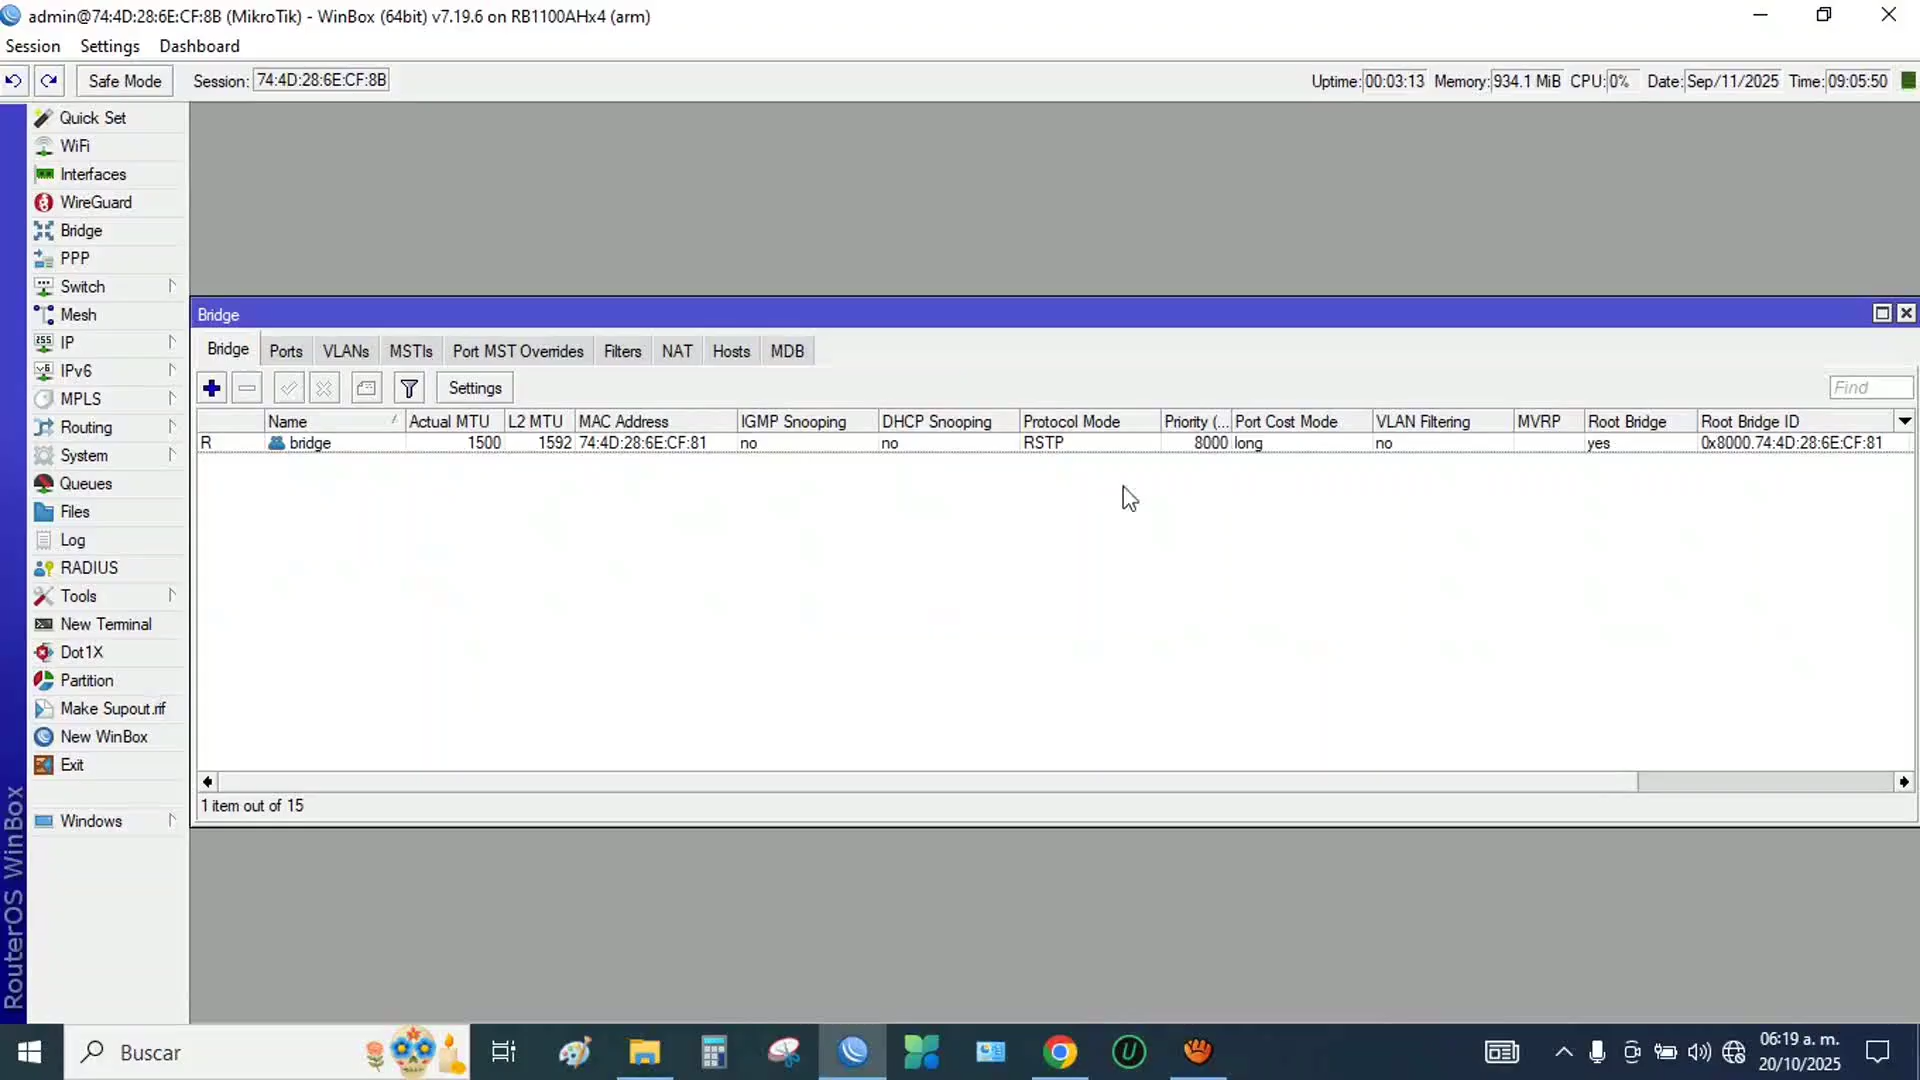 admin@74:4D:28:6E:CF:8B (MikroTik) - WinBox (64bit) v7.19.6 on RB1100AHx4 (arm)
Session Settings Dashboard
Safe Mode Session: 74:4D:28:6E:CF:8B Uptime: 00:03:13 Memory: 934.1 MiB CPU: 0% Date: Sep/11/2025 Time: 09:05:50
Quick Set
WiFi
Interfaces
WireGuard
Bridge
PPP
Switch
Mesh
IP
IPv6
MPLS
Routing
System
Queues
Files
Log
RADIUS
Tools
New Terminal
Dot1X
Partition
Make Supout.rif
New WinBox
Exit
Windows
RouterOS WinBox
Bridge
Bridge Ports VLANs MSTIs Port MST Overrides Filters NAT Hosts MDB
Settings Find
Name Actual MTU L2 MTU MAC Address IGMP Snooping DHCP Snooping Protocol Mode Priority (... Port Cost Mode VLAN Filtering MVRP Root Bridge Root Bridge ID
R bridge 1500 1592 74:4D:28:6E:CF:81 no no RSTP 8000 long no yes 0x8000.74:4D:28:6E:CF:81
1 item out of 15
Buscar
06:19 a. m.
20/10/2025